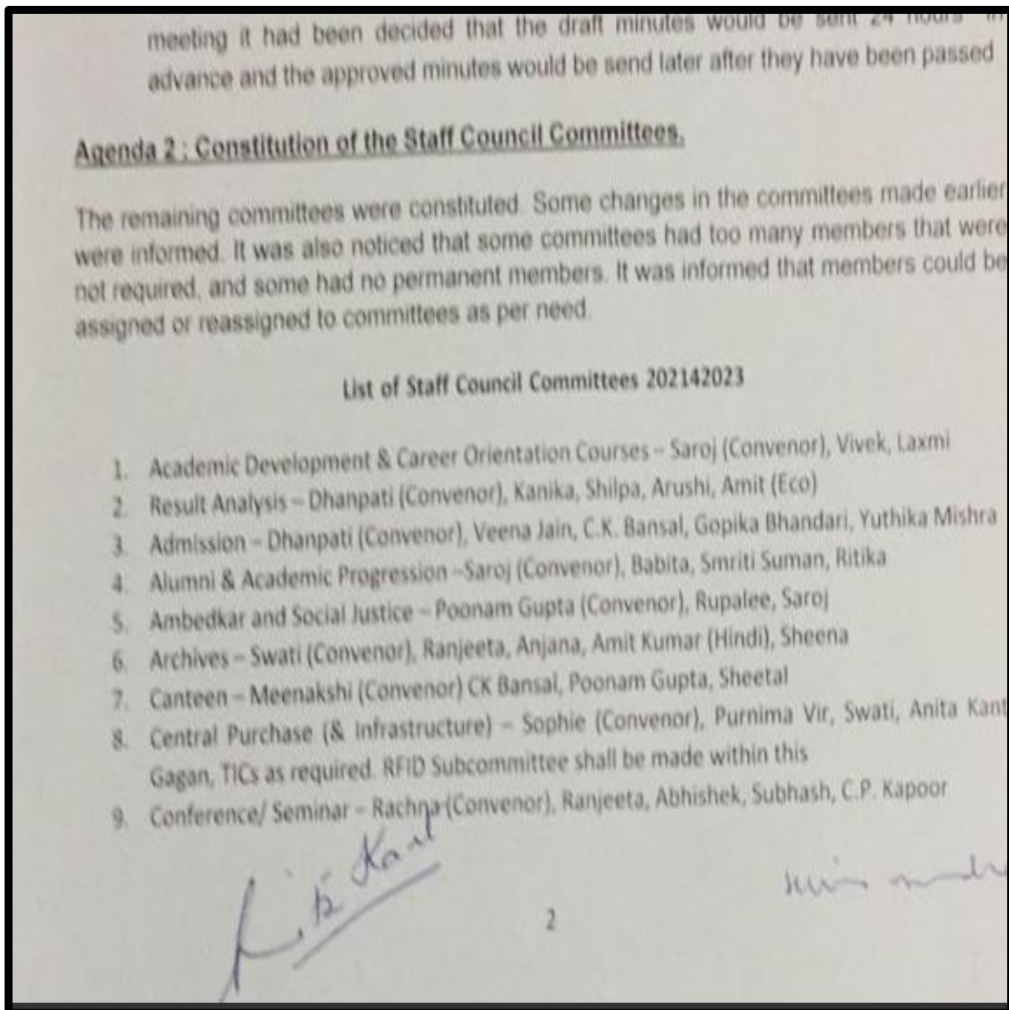 meeting it had been decided that the draft minutes would be sent 24 hours in
advance and the approved minutes would be send later after they have been passed
Agenda 2 : Constitution of the Staff Council Committees.
The remaining committees were constituted. Some changes in the committees made earlier
were informed. It was also noticed that some committees had too many members that were
not required, and some had no permanent members. It was informed that members could be
assigned or reassigned to committees as per need.
List of Staff Council Committees 202142023
1. Academic Development & Career Orientation Courses – Saroj (Convenor), Vivek, Laxmi
2. Result Analysis – Dhanpati (Convenor), Kanika, Shilpa, Arushi, Amit (Eco)
3. Admission – Dhanpati (Convenor), Veena Jain, C.K. Bansal, Gopika Bhandari, Yuthika Mishra
4. Alumni & Academic Progression –Saroj (Convenor), Babita, Smriti Suman, Ritika
5. Ambedkar and Social Justice – Poonam Gupta (Convenor), Rupalee, Saroj
6. Archives – Swati (Convenor), Ranjeeta, Anjana, Amit Kumar (Hindi), Sheena
7. Canteen – Meenakshi (Convenor) CK Bansal, Poonam Gupta, Sheetal
8. Central Purchase (& Infrastructure) – Sophie (Convenor), Purnima Vir, Swati, Anita Kant
Gagan, TICs as required. RFID Subcommittee shall be made within this
9. Conference/ Seminar – Rachna (Convenor), Ranjeeta, Abhishek, Subhash, C.P. Kapoor
Kant
2